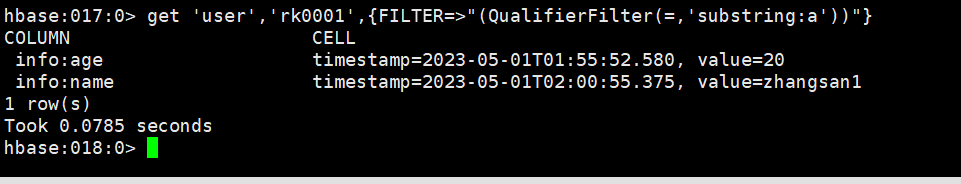 hbase:017:0> get 'user','rk0001',{FILTER=>"(QualifierFilter(=,'substring:a'))"}
COLUMN                     CELL
 info:age                  timestamp=2023-05-01T01:55:52.580, value=20
 info:name                 timestamp=2023-05-01T02:00:55.375, value=zhangsan1
1 row(s)
Took 0.0785 seconds
hbase:018:0>